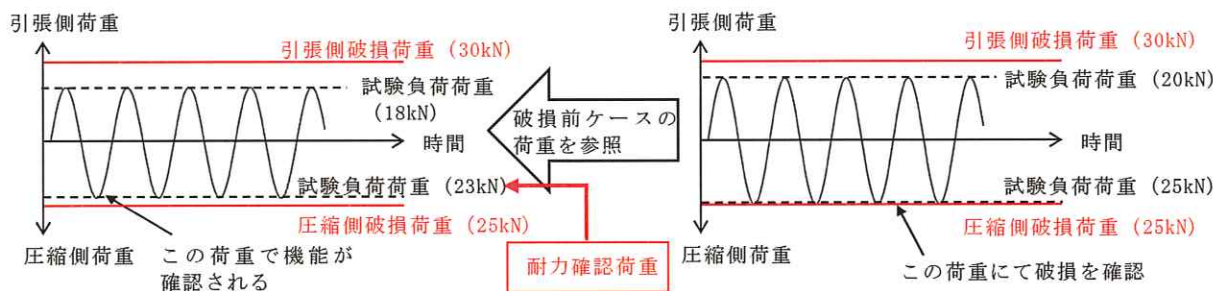 引張側荷重
引張側破損荷重 (30kN)
試験負荷荷重
(18kN)
時間
試験負荷荷重 (23kN)
圧縮側破損荷重 (25kN)
圧縮側荷重
この荷重で機能が
確認される
破損前ケースの
荷重を参照
耐力確認荷重
引張側荷重
引張側破損荷重 (30kN)
試験負荷荷重 (20kN)
時間
試験負荷荷重 (25kN)
圧縮側破損荷重 (25kN)
圧縮側荷重
この荷重にて破損を確認